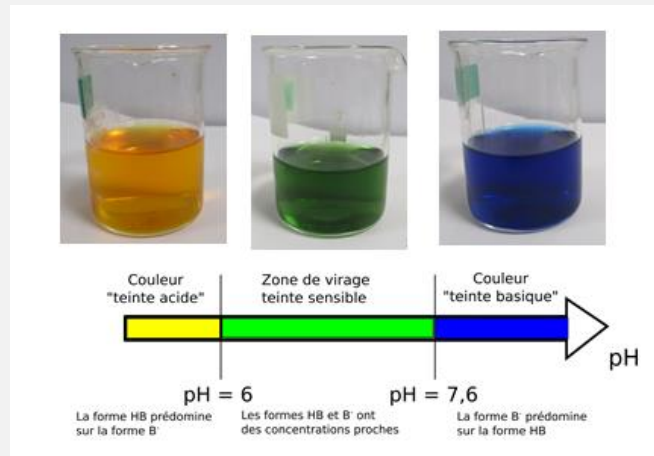 Couleur
"teinte acide"
Zone de virage
teinte sensible
Couleur
"teinte basique"
pH
pH = 6
pH = 7,6
La forme HB prédomine
sur la forme B⁻
Les formes HB et B⁻ ont
des concentrations proches
La forme B⁻ prédomine
sur la forme HB